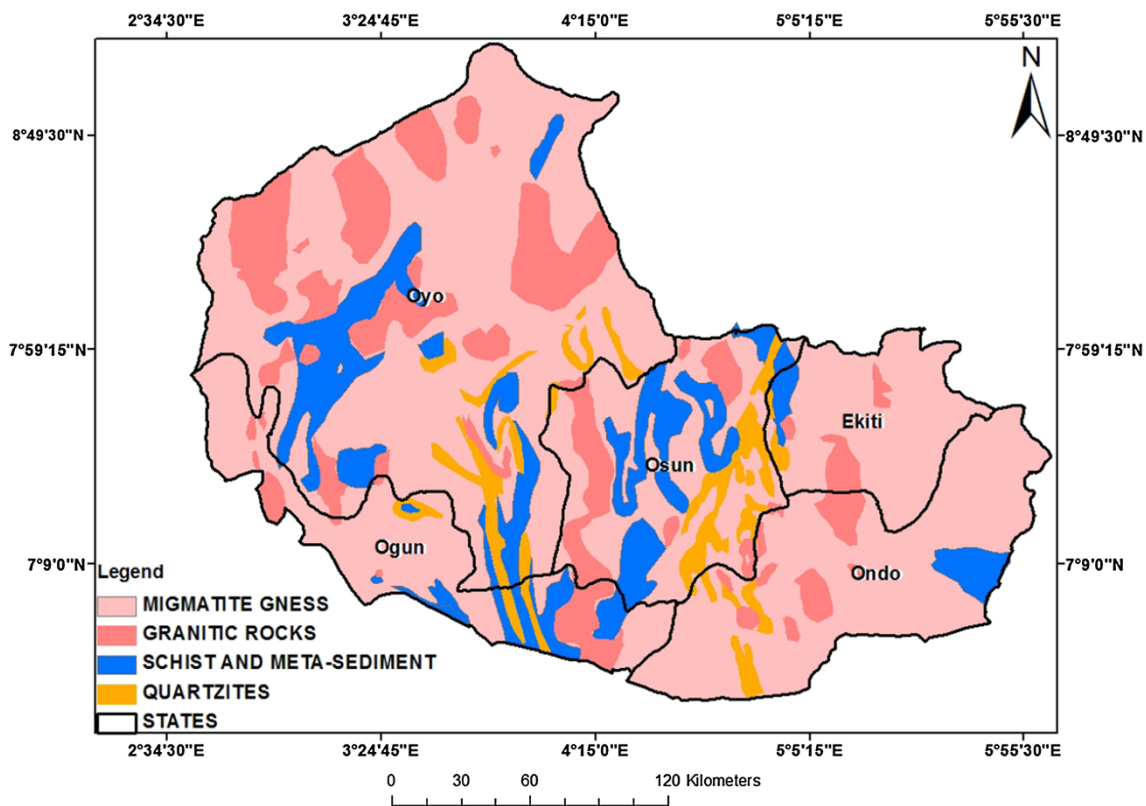 2°34'30"E 3°24'45"E 4°15'0"E 5°5'15"E 5°55'30"E
N
8°49'30"N 8°49'30"N
Oyo
7°59'15"N 7°59'15"N
Ekiti
Osun
Ogun
7°9'0"N 7°9'0"N
Ondo
Legend
MIGMATITE GNESS
GRANITIC ROCKS
SCHIST AND META-SEDIMENT
QUARTZITES
STATES
2°34'30"E 3°24'45"E 4°15'0"E 5°5'15"E 5°55'30"E
0 30 60 120 Kilometers